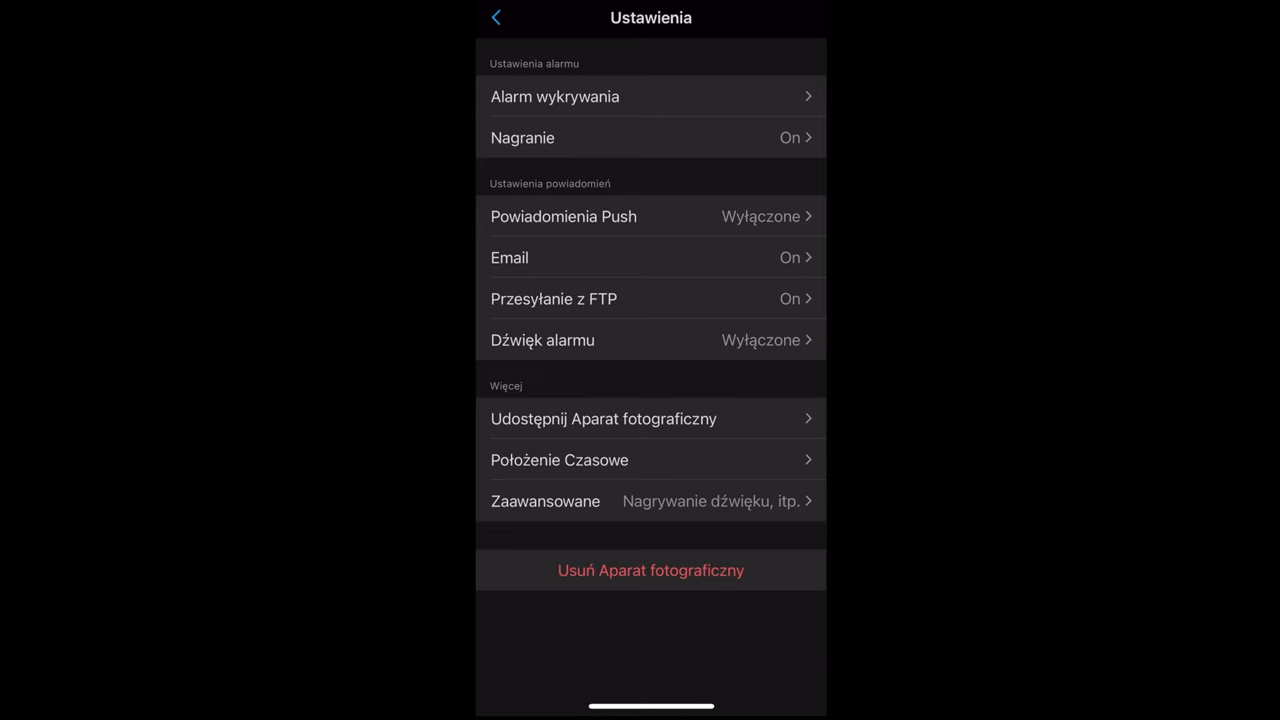 Ustawienia
Ustawienia alarmu
Alarm wykrywania
Nagranie On
Ustawienia powiadomień
Powiadomienia Push Wyłączone
Email On
Przesyłanie z FTP On
Dźwięk alarmu Wyłączone
Więcej
Udostępnij Aparat fotograficzny
Położenie Czasowe
Zaawansowane Nagrywanie dźwięku, itp.
Usuń Aparat fotograficzny